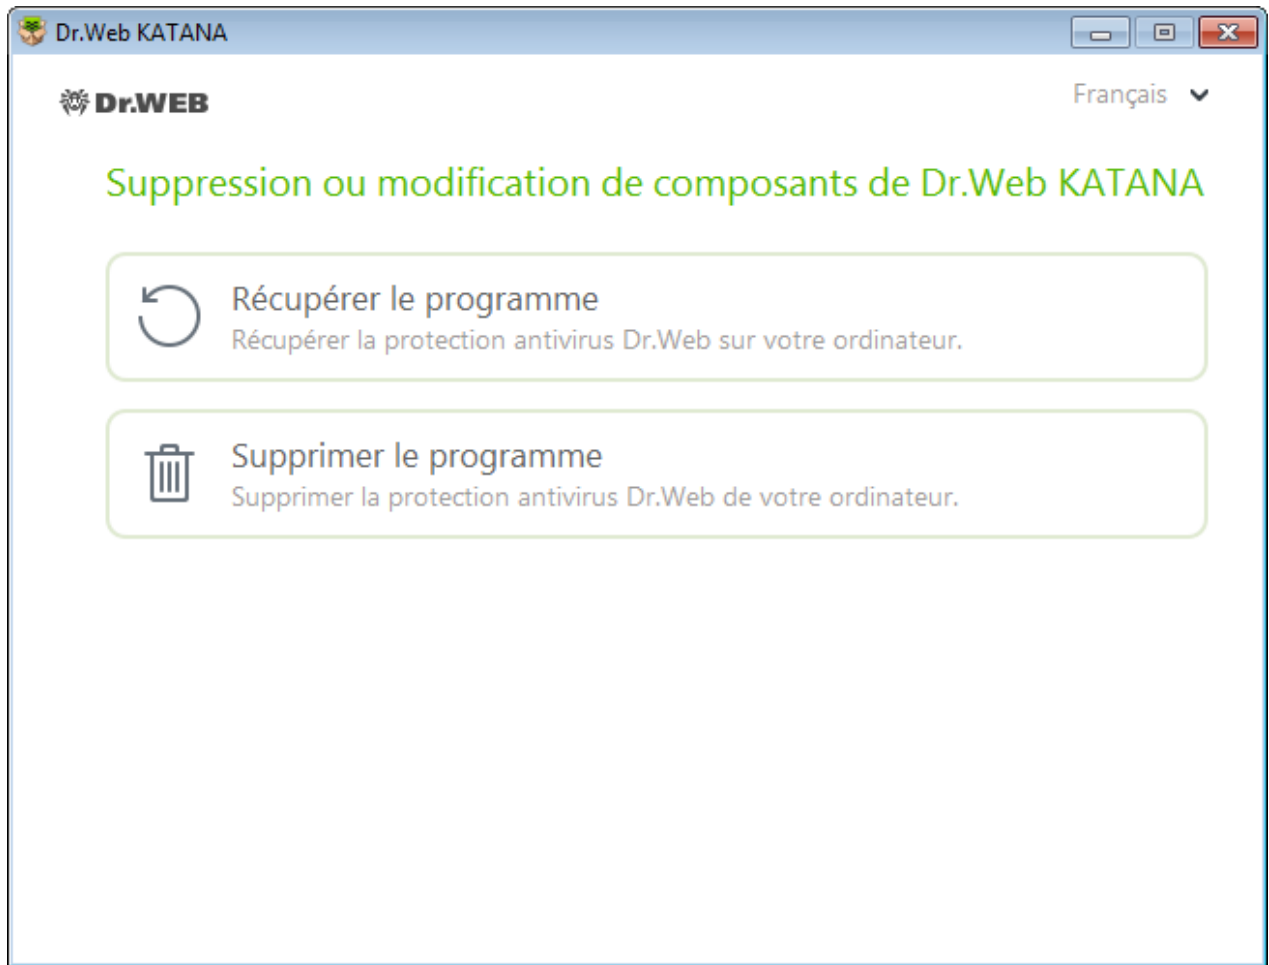 Dr.Web KATANA
Dr.WEB
Français
Suppression ou modification de composants de Dr.Web KATANA
Récupérer le programme
Récupérer la protection antivirus Dr.Web sur votre ordinateur.
Supprimer le programme
Supprimer la protection antivirus Dr.Web de votre ordinateur.